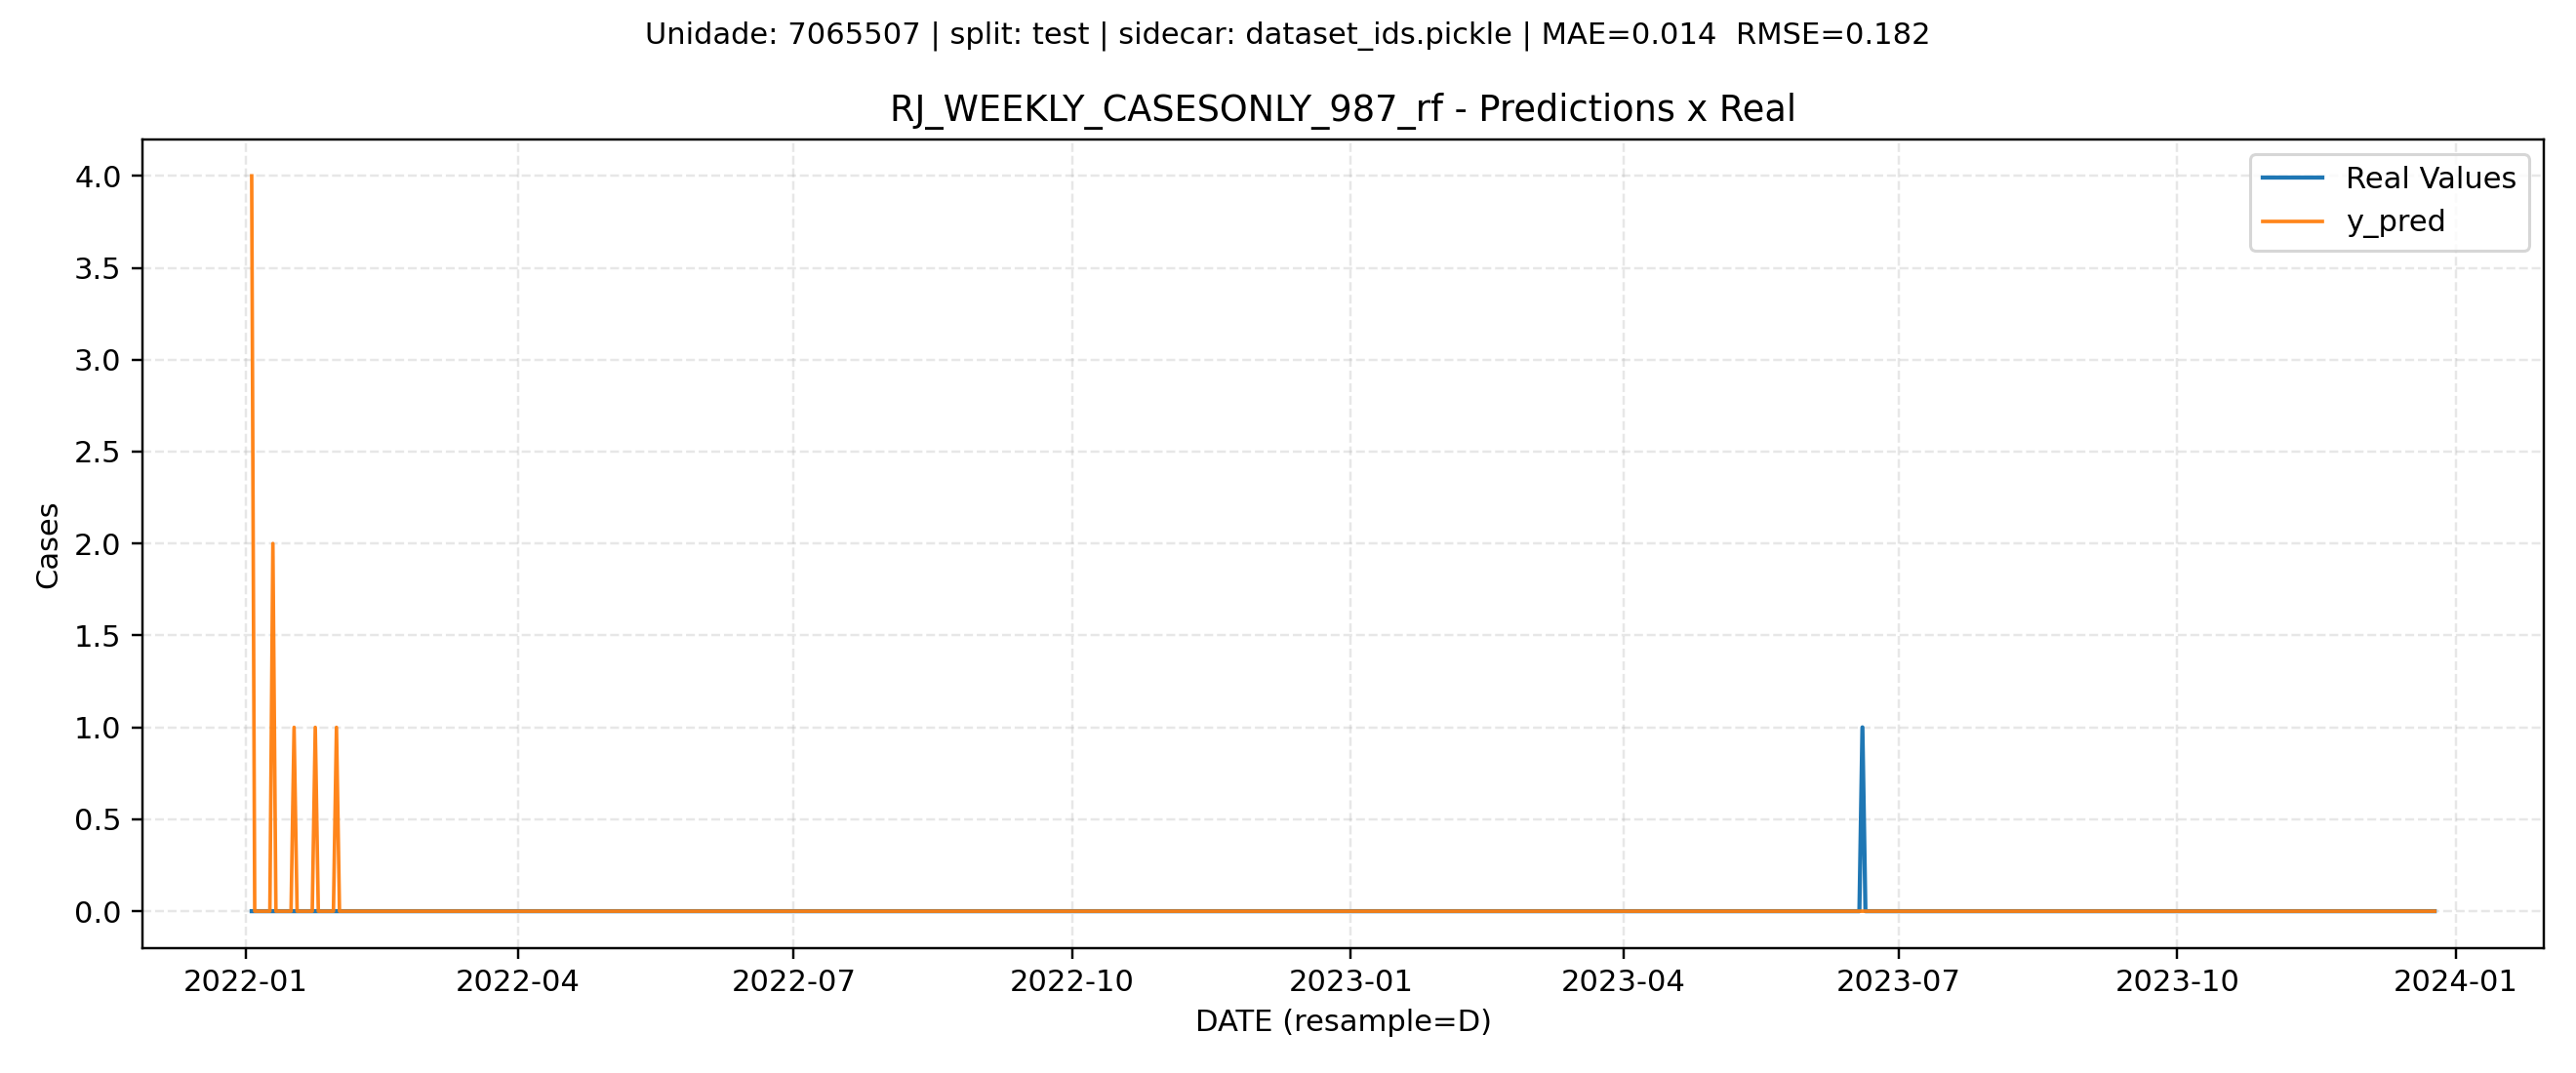 Unidade: 7065507 | split: test | sidecar: dataset_ids.pickle | MAE=0.014  RMSE=0.182
RJ_WEEKLY_CASESONLY_987_rf - Predictions x Real
Real Values
y_pred
Cases
4.0
3.5
3.0
2.5
2.0
1.5
1.0
0.5
0.0
2022-01 2022-04 2022-07 2022-10 2023-01 2023-04 2023-07 2023-10 2024-01
DATE (resample=D)